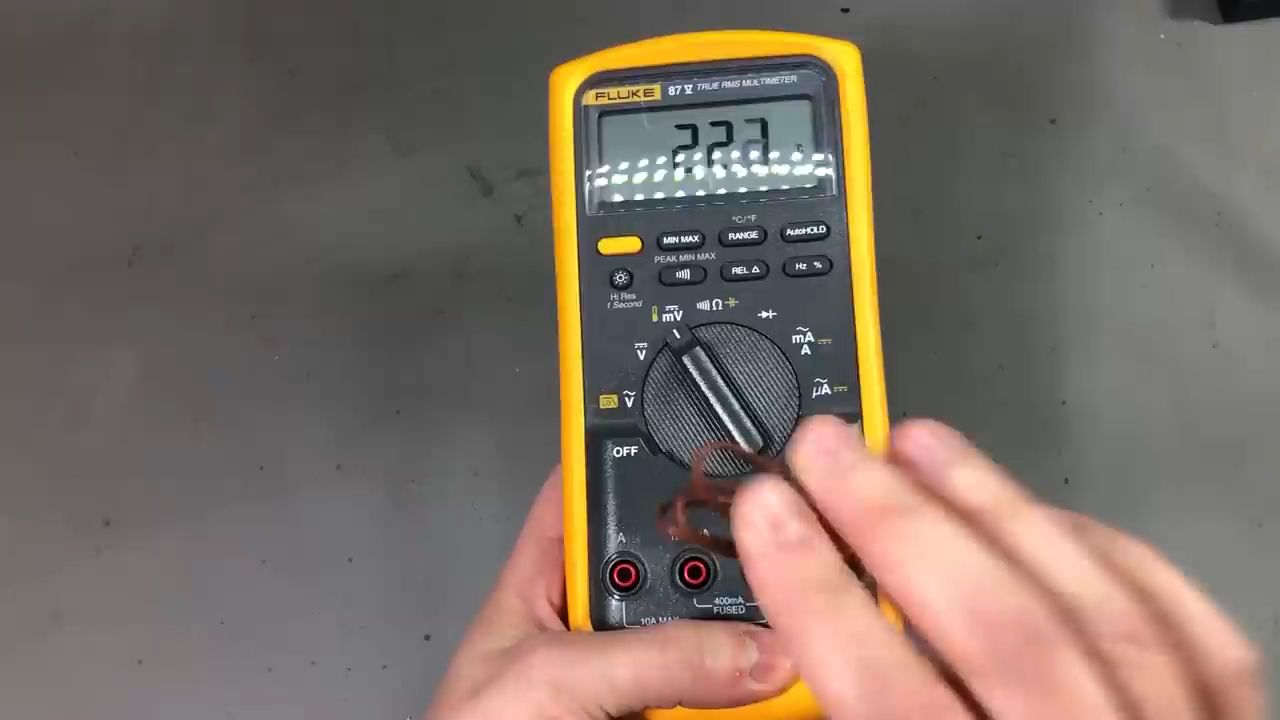 FLUKE 87 V TRUE RMS MULTIMETER
°C/°F
MIN MAX RANGE AutoHOLD
PEAK MIN MAX
REL △ Hz %
Hi Res
1 Second
mV Ω
V mA
A
V μA
OFF
A
400mA
FUSED
10A MAX